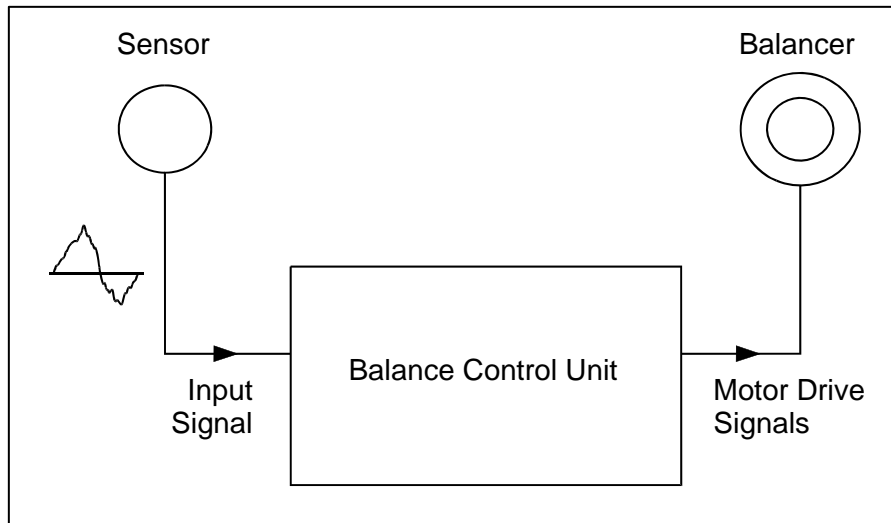 Sensor
Balancer
Balance Control Unit
Input
Signal
Motor Drive
Signals